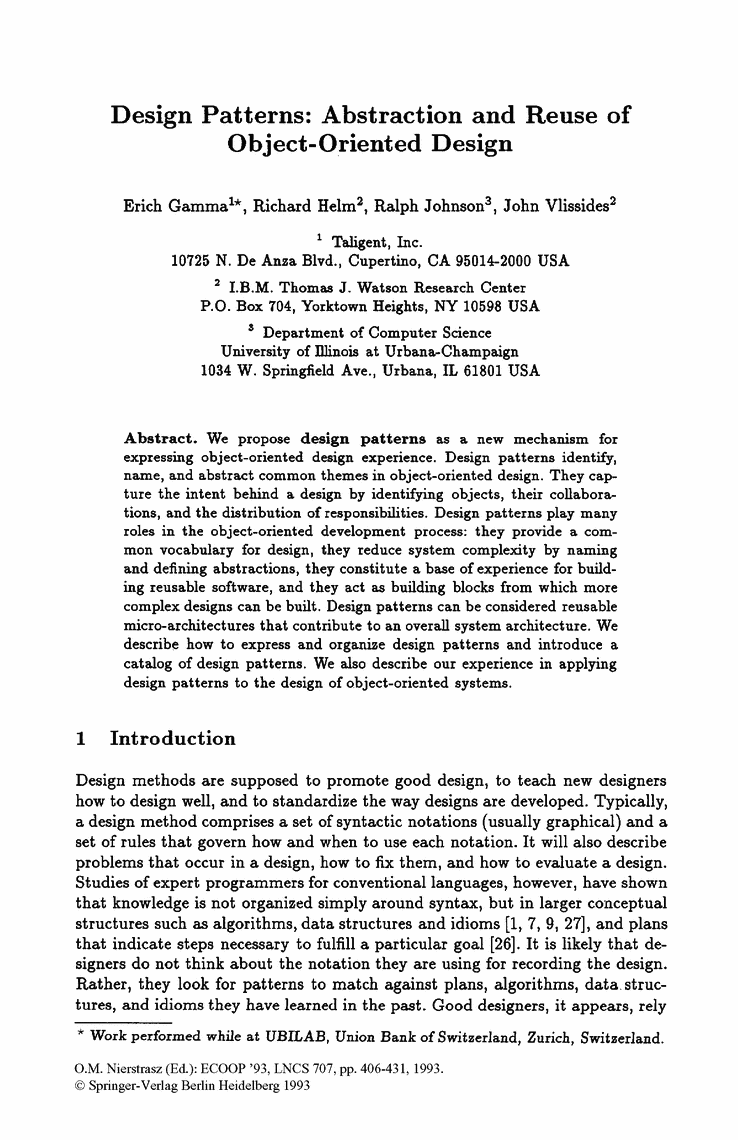 Design Patterns: Abstraction and Reuse of
Object-Oriented Design
Erich Gamma¹*, Richard Helm², Ralph Johnson³, John Vlissides²
¹ Taligent, Inc.
10725 N. De Anza Blvd., Cupertino, CA 95014-2000 USA
² I.B.M. Thomas J. Watson Research Center
P.O. Box 704, Yorktown Heights, NY 10598 USA
³ Department of Computer Science
University of Illinois at Urbana-Champaign
1034 W. Springfield Ave., Urbana, IL 61801 USA
Abstract. We propose design patterns as a new mechanism for
expressing object-oriented design experience. Design patterns identify,
name, and abstract common themes in object-oriented design. They cap-
ture the intent behind a design by identifying objects, their collabora-
tions, and the distribution of responsibilities. Design patterns play many
roles in the object-oriented development process: they provide a com-
mon vocabulary for design, they reduce system complexity by naming
and defining abstractions, they constitute a base of experience for build-
ing reusable software, and they act as building blocks from which more
complex designs can be built. Design patterns can be considered reusable
micro-architectures that contribute to an overall system architecture. We
describe how to express and organize design patterns and introduce a
catalog of design patterns. We also describe our experience in applying
design patterns to the design of object-oriented systems.
1 Introduction
Design methods are supposed to promote good design, to teach new designers
how to design well, and to standardize the way designs are developed. Typically,
a design method comprises a set of syntactic notations (usually graphical) and a
set of rules that govern how and when to use each notation. It will also describe
problems that occur in a design, how to fix them, and how to evaluate a design.
Studies of expert programmers for conventional languages, however, have shown
that knowledge is not organized simply around syntax, but in larger conceptual
structures such as algorithms, data structures and idioms [1, 7, 9, 27], and plans
that indicate steps necessary to fulfill a particular goal [26]. It is likely that de-
signers do not think about the notation they are using for recording the design.
Rather, they look for patterns to match against plans, algorithms, data struc-
tures, and idioms they have learned in the past. Good designers, it appears, rely
* Work performed while at UBILAB, Union Bank of Switzerland, Zurich, Switzerland.
O.M. Nierstrasz (Ed.): ECOOP '93, LNCS 707, pp. 406-431, 1993.
© Springer-Verlag Berlin Heidelberg 1993